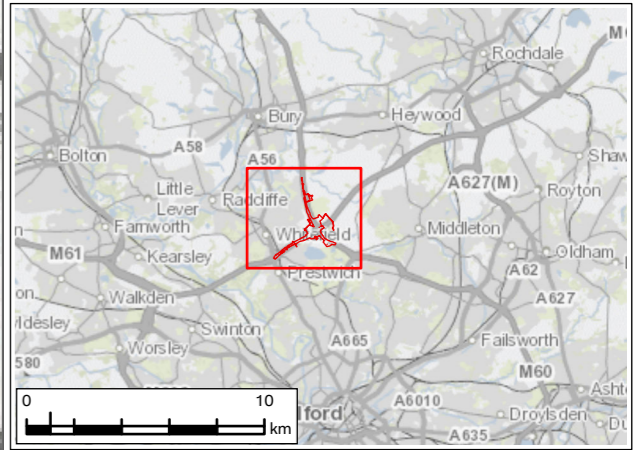 Rochdale
Bury
Heywood
A58
Bolton
A56
A627(M)
Shaw
Little
Lever
Radcliffe
Royton
Farnworth
Whitefield
Middleton
Oldham
M61
Kearsley
A62
Prestwich
Walkden
A627
Swinton
A665
Failsworth
Worsley
580
M60
A6010
Droylsden
A635
0
10
km